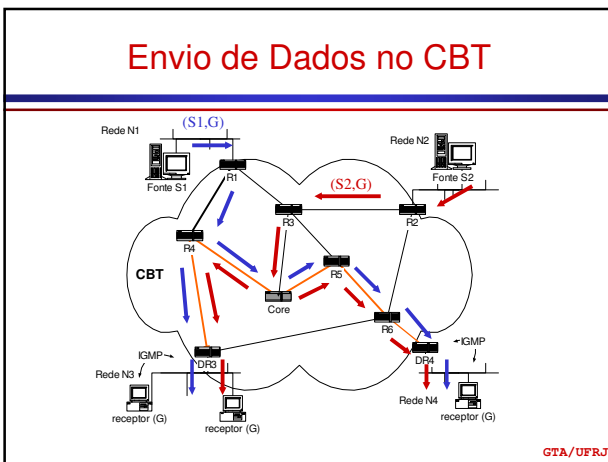 Envio de Dados no CBT
Rede N1
(S1,G)
Rede N2
Fonte S1
R1
(S2,G)
Fonte S2
R3
R2
R4
R5
CBT
Core
R6
IGMP
DR3
DR4
IGMP
Rede N3
Rede N4
receptor (G)
receptor (G)
receptor (G)
GTA/UFRJ